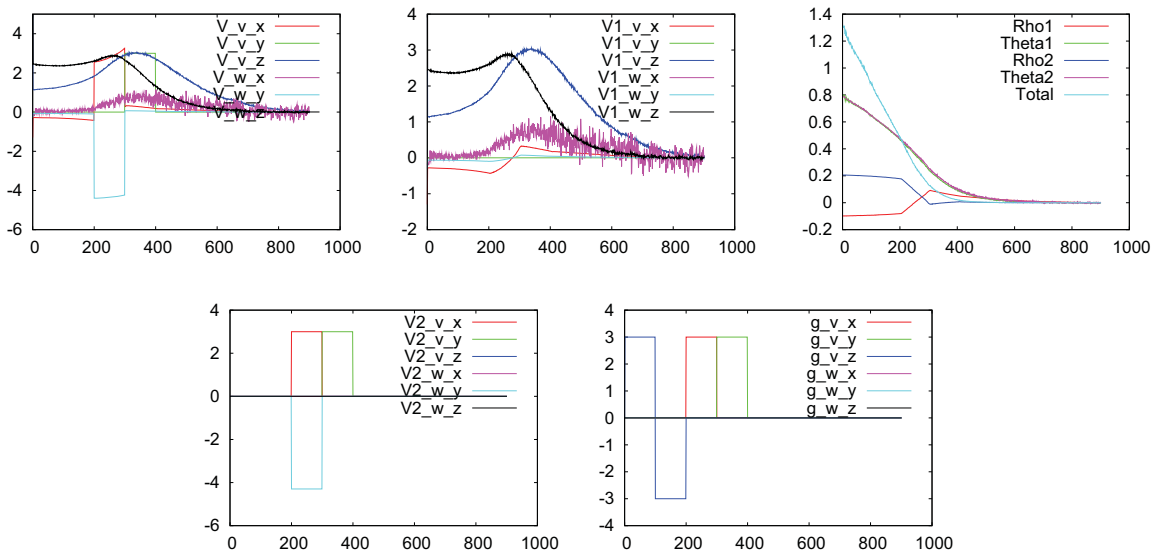 4
2
0
-2
-4
-6
0 200 400 600 800 1000
V_v_x
V_v_y
V_v_z
V_w_x
V_w_y
V_w_z
4
3
2
1
0
-1
-2
0 200 400 600 800 1000
V1_v_x
V1_v_y
V1_v_z
V1_w_x
V1_w_y
V1_w_z
1.4
1.2
1
0.8
0.6
0.4
0.2
0
-0.2
0 200 400 600 800 1000
Rho1
Theta1
Rho2
Theta2
Total
4
2
0
-2
-4
-6
0 200 400 600 800 1000
V2_v_x
V2_v_y
V2_v_z
V2_w_x
V2_w_y
V2_w_z
4
3
2
1
0
-1
-2
-3
-4
0 200 400 600 800 1000
g_v_x
g_v_y
g_v_z
g_w_x
g_w_y
g_w_z